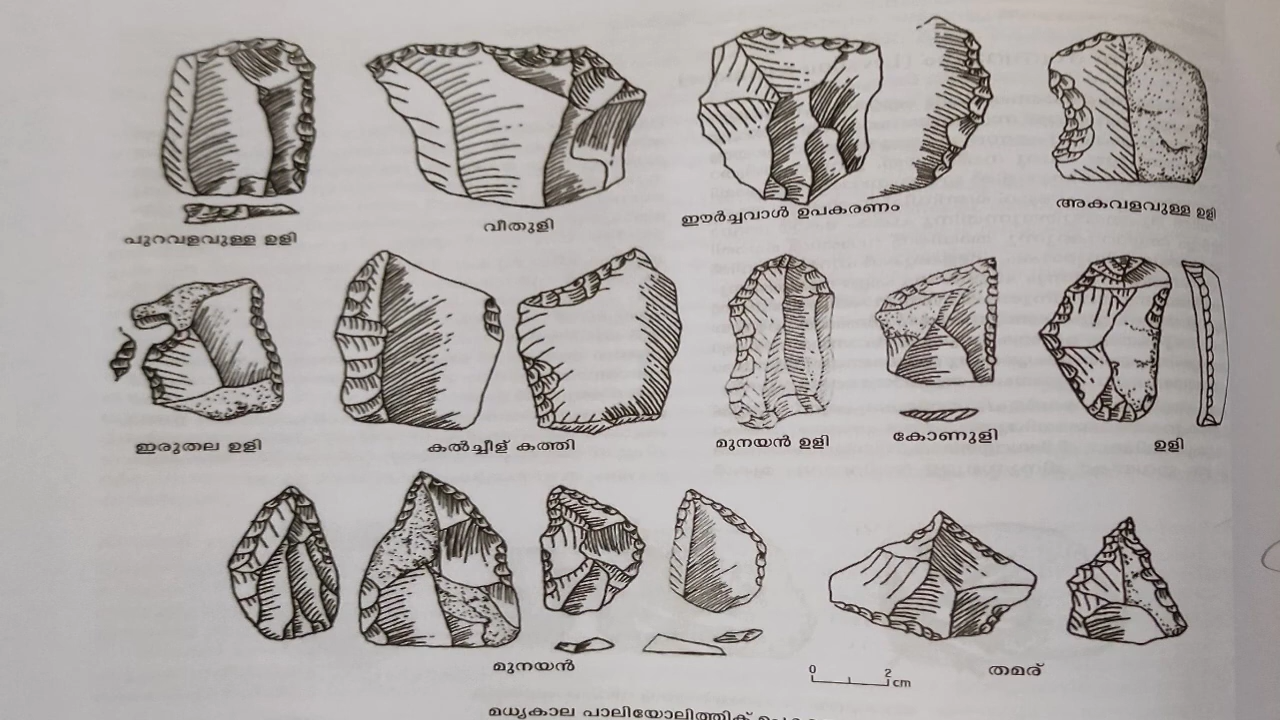 പുറവളവുള്ള ഉളി
വീതുളി
ഈർച്ചവാൾ ഉപകരണം
അകവളവുള്ള ഉളി
ഇരുതല ഉളി
കൽച്ചീള് കത്തി
മുനയൻ ഉളി
കോണുളി
ഉളി
മുനയൻ
0 2 cm
തമര്
മധ്യകാല പാലിയോലിത്തിക്